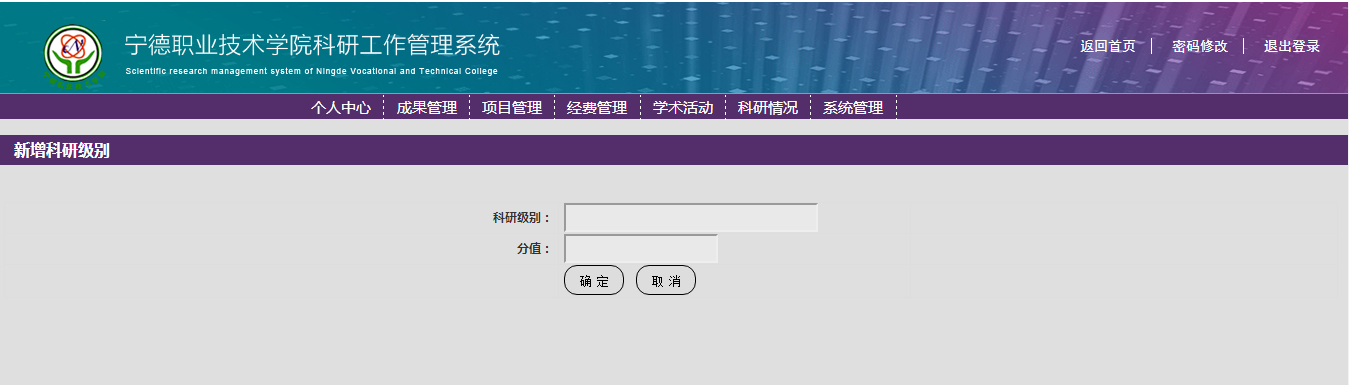 宁德职业技术学院科研工作管理系统
Scientific research management system of Ningde Vocational and Technical College
返回首页 密码修改 退出登录
个人中心 成果管理 项目管理 经费管理 学术活动 科研情况 系统管理
新增科研级别
科研级别：
分值：
确 定 取 消